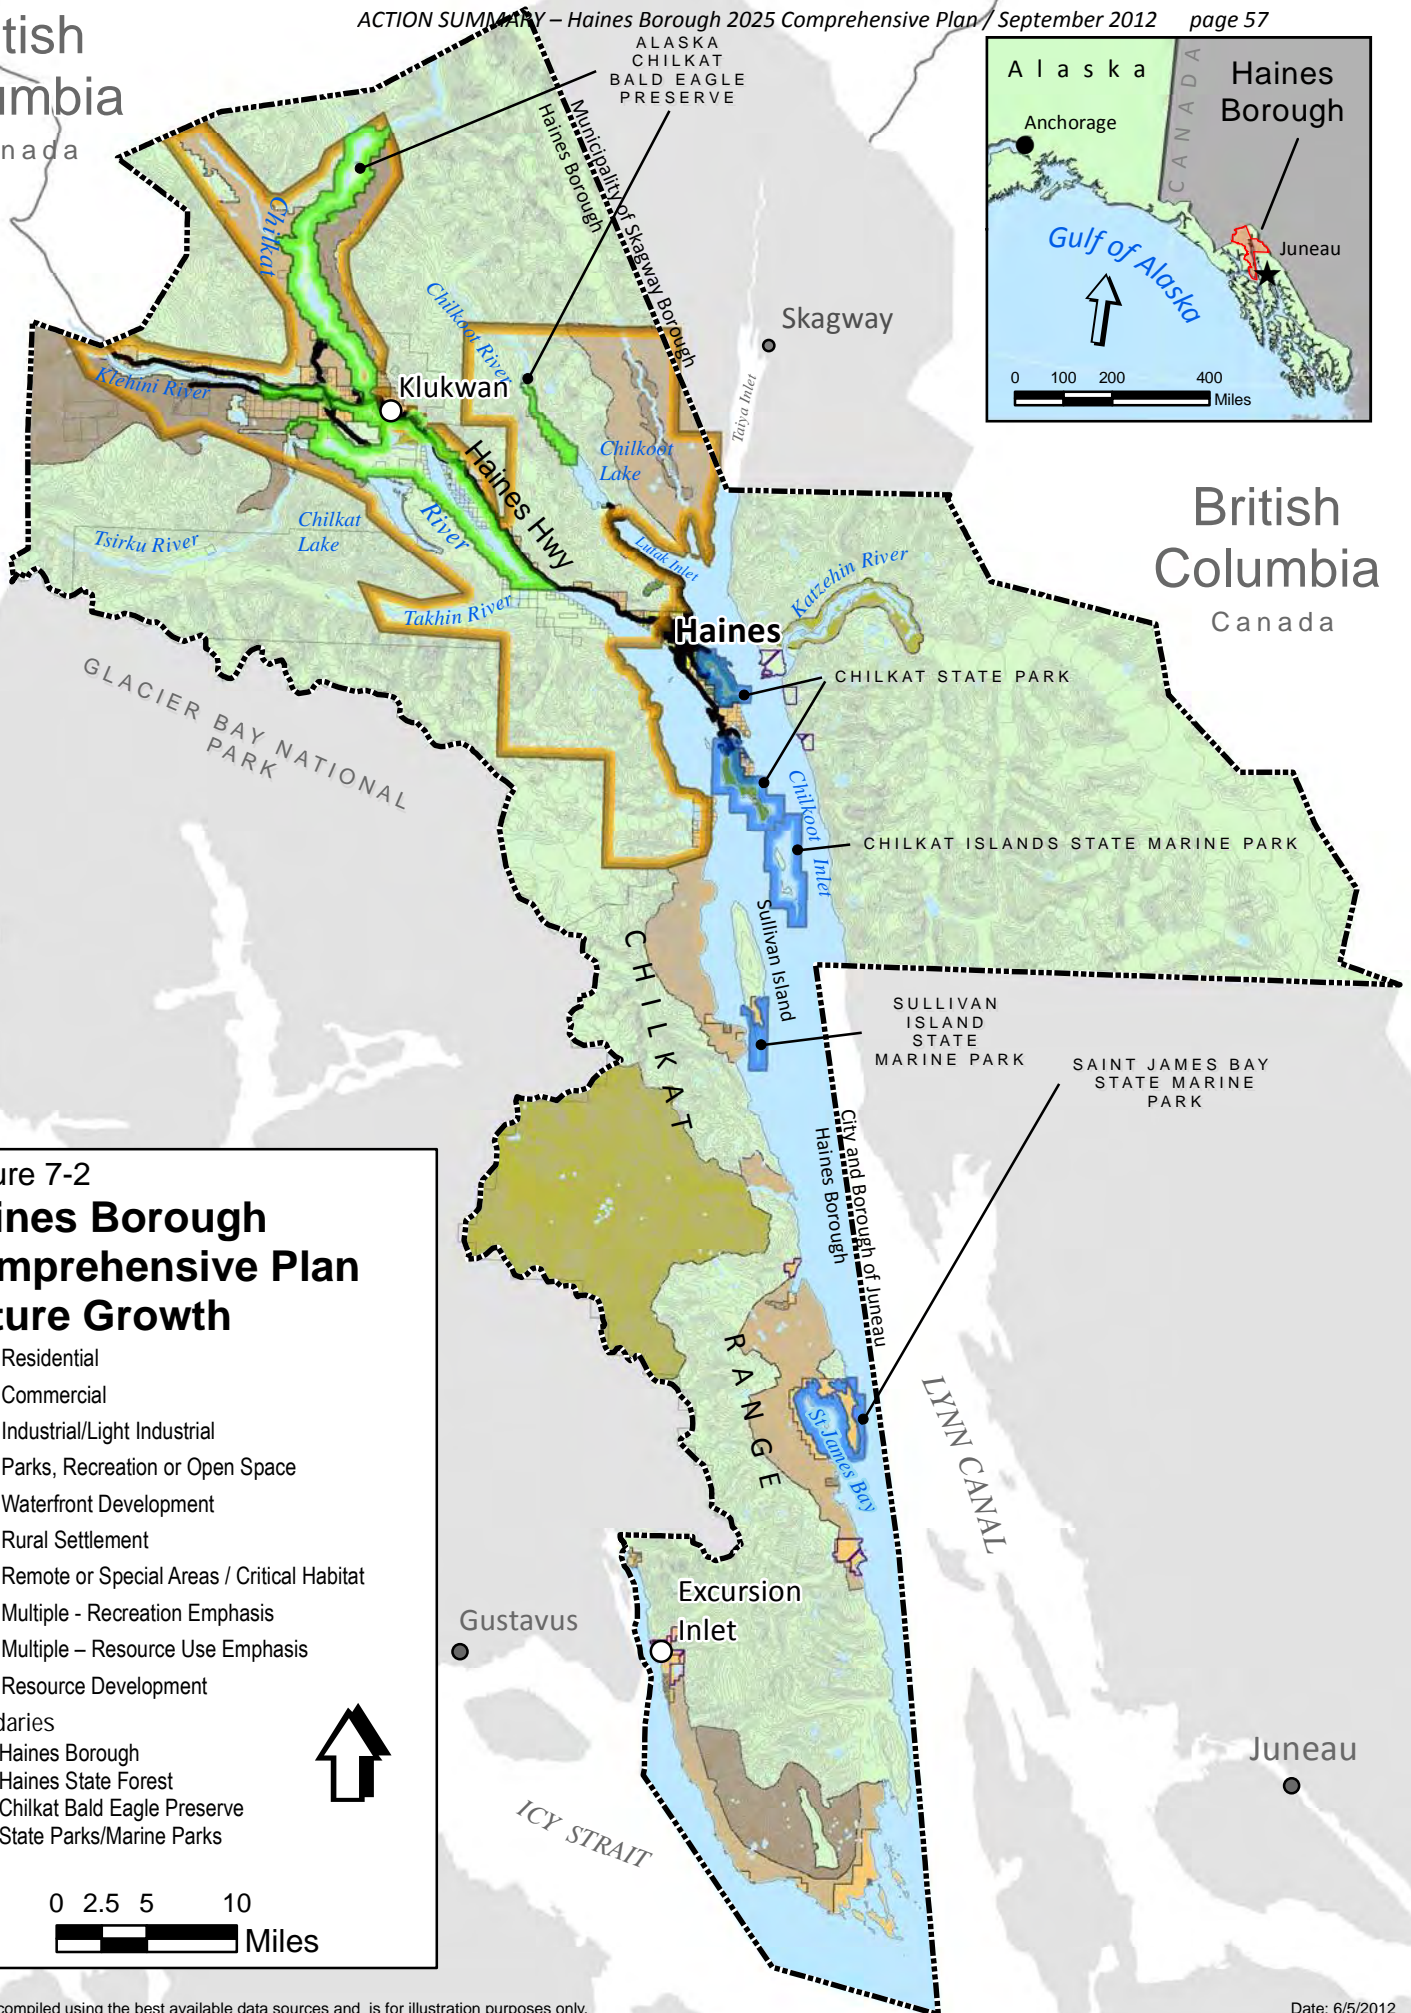 ACTION SUMMARY – Haines Borough 2025 Comprehensive Plan / September 2012 page 57
tish
umbia
nada
ALASKA
CHILKAT
BALD EAGLE
PRESERVE
Municipality of Skagway Borough
Haines Borough
Alaska
Haines
Borough
CANADA
Anchorage
Gulf of Alaska
Juneau
0 100 200 400
Miles
Chilkat
Chilkoot River
Skagway
Taiya Inlet
Klehini River
Klukwan
Haines Hwy
Chilkoot
Lake
British
Columbia
Canada
Tsirku River
Chilkat
Lake
River
Lutak Inlet
Katzehin River
Takhin River
Haines
GLACIER BAY NATIONAL
PARK
CHILKAT STATE PARK
Chilkoot Inlet
CHILKAT ISLANDS STATE MARINE PARK
Sullivan Island
CHILKAT
SULLIVAN
ISLAND
STATE
MARINE PARK
SAINT JAMES BAY
STATE MARINE
PARK
City and Borough of Juneau
Haines Borough
RANGE
St James Bay
LYNN CANAL
Excursion
Inlet
Gustavus
Juneau
ICY STRAIT
ure 7-2
ines Borough
mprehensive Plan
ture Growth
Residential
Commercial
Industrial/Light Industrial
Parks, Recreation or Open Space
Waterfront Development
Rural Settlement
Remote or Special Areas / Critical Habitat
Multiple - Recreation Emphasis
Multiple – Resource Use Emphasis
Resource Development
daries
Haines Borough
Haines State Forest
Chilkat Bald Eagle Preserve
State Parks/Marine Parks
0 2.5 5 10
Miles
compiled using the best available data sources and is for illustration purposes only.
Date: 6/5/2012